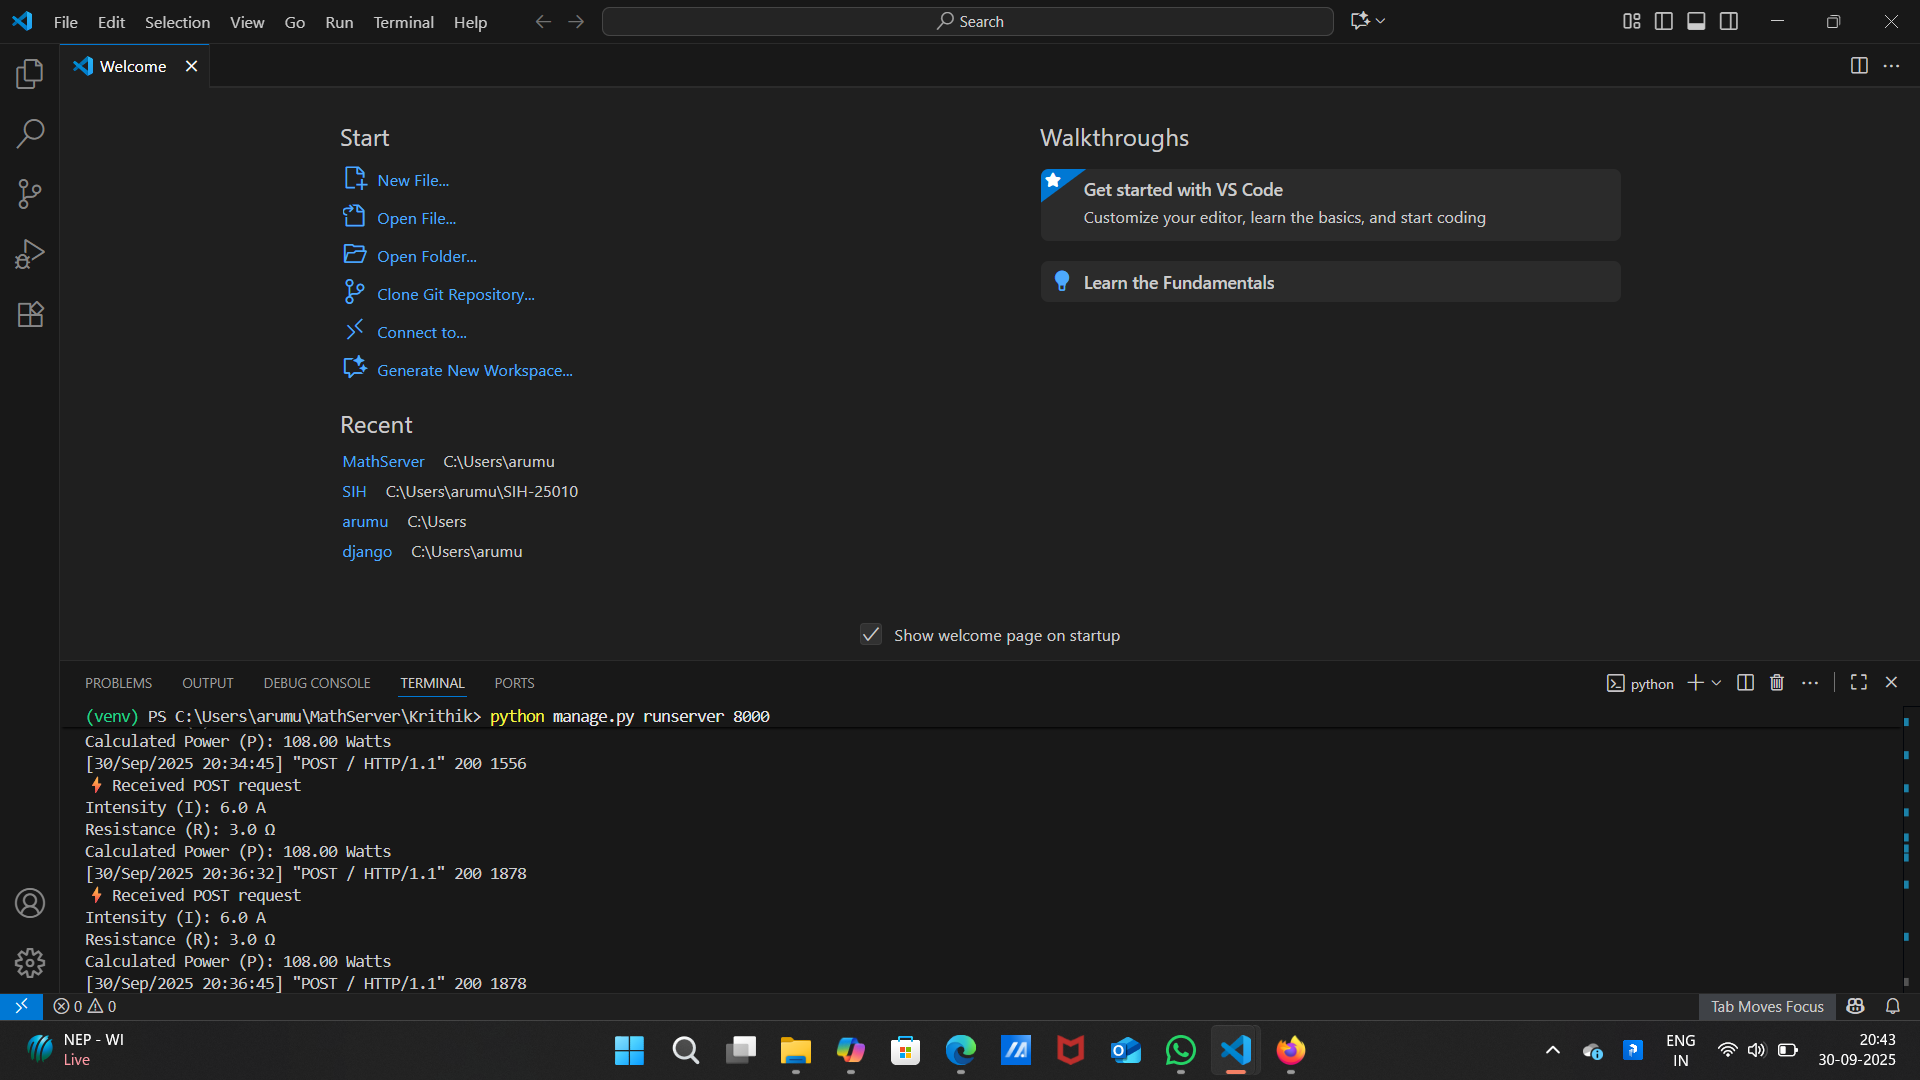 File Edit Selection View Go Run Terminal Help
Search
Welcome
Start
New File...
Open File...
Open Folder...
Clone Git Repository...
Connect to...
Generate New Workspace...
Recent
MathServer C:\Users\arumu
SIH C:\Users\arumu\SIH-25010
arumu C:\Users
django C:\Users\arumu
Walkthroughs
Get started with VS Code
Customize your editor, learn the basics, and start coding
Learn the Fundamentals
Show welcome page on startup
PROBLEMS OUTPUT DEBUG CONSOLE TERMINAL PORTS
python
(venv) PS C:\Users\arumu\MathServer\Krithik> python manage.py runserver 8000
Calculated Power (P): 108.00 Watts
[30/Sep/2025 20:34:45] "POST / HTTP/1.1" 200 1556
⚡ Received POST request
Intensity (I): 6.0 A
Resistance (R): 3.0 Ω
Calculated Power (P): 108.00 Watts
[30/Sep/2025 20:36:32] "POST / HTTP/1.1" 200 1878
⚡ Received POST request
Intensity (I): 6.0 A
Resistance (R): 3.0 Ω
Calculated Power (P): 108.00 Watts
[30/Sep/2025 20:36:45] "POST / HTTP/1.1" 200 1878
0 0
Tab Moves Focus
NEP - WI
Live
ENG
IN
20:43
30-09-2025